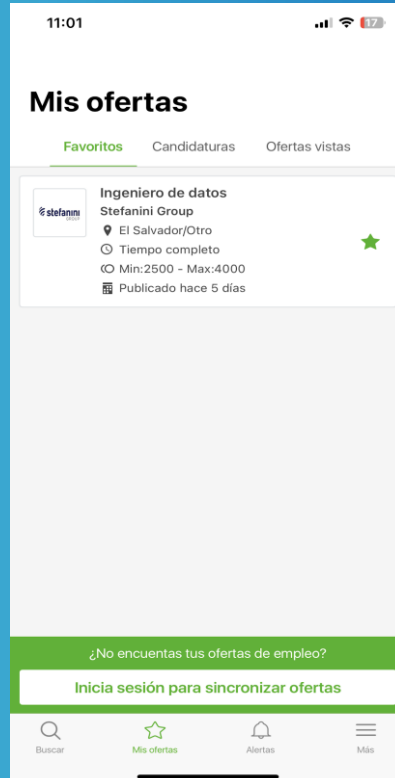 11:01
17
Mis ofertas
Favoritos Candidaturas Ofertas vistas
Ingeniero de datos
stefanini
GROUP
Stefanini Group
El Salvador/Otro
Tiempo completo
Min:2500 - Max:4000
Publicado hace 5 días
¿No encuentas tus ofertas de empleo?
Inicia sesión para sincronizar ofertas
Buscar Mis ofertas Alertas Más